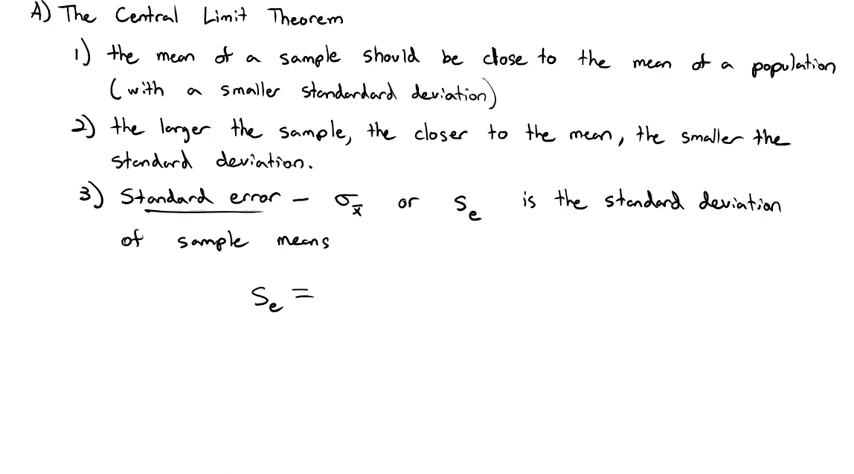 A) The Central Limit Theorem
1) the mean of a sample should be close to the mean of a population
(with a smaller standardard deviation)
2) the larger the sample, the closer to the mean, the smaller the
standard deviation.
3) Standard error – σx̄ or Se is the standard deviation
of sample means
Se =